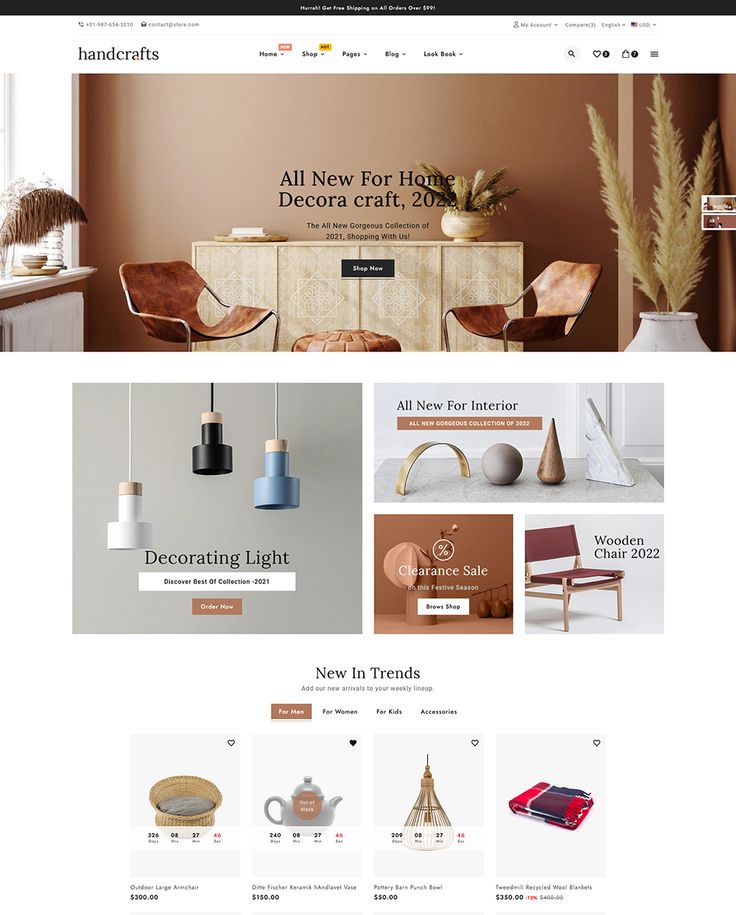 Hurrah! Get Free Shipping on All Orders Over $99!
+01-987-654-3210
contact@store.com
My Account
Compare(3)
English
USD
handcrafts
Home
NEW
Shop
HOT
Pages
Blog
Look Book
3
7
All New For Home
Decora craft, 2022
The All New Gorgeous Collection of
2021, Shopping With Us!
Shop Now
Decorating Light
Discover Best Of Collection -2021
Order Now
All New For Interior
ALL NEW GORGEOUS COLLECTION OF 2022
%
Clearance Sale
on this Festive Season
Brows Shop
Wooden
Chair 2022
New In Trends
Add our new arrivals to your weekly lineup.
For Men
For Women
For Kids
Accessories
326 08 27 46
Days Hrs Min Sec
Outdoor Large Armchair
$300.00
Out of
stock
240 08 27 46
Days Hrs Min Sec
Ditte Fischer Keramik hAndlavet Vase
$150.00
209 08 27 46
Days Hrs Min Sec
Pottery Barn Punch Bowl
$50.00
Tweedmill Recycled Wool Blankets
$350.00 -13% $400.00